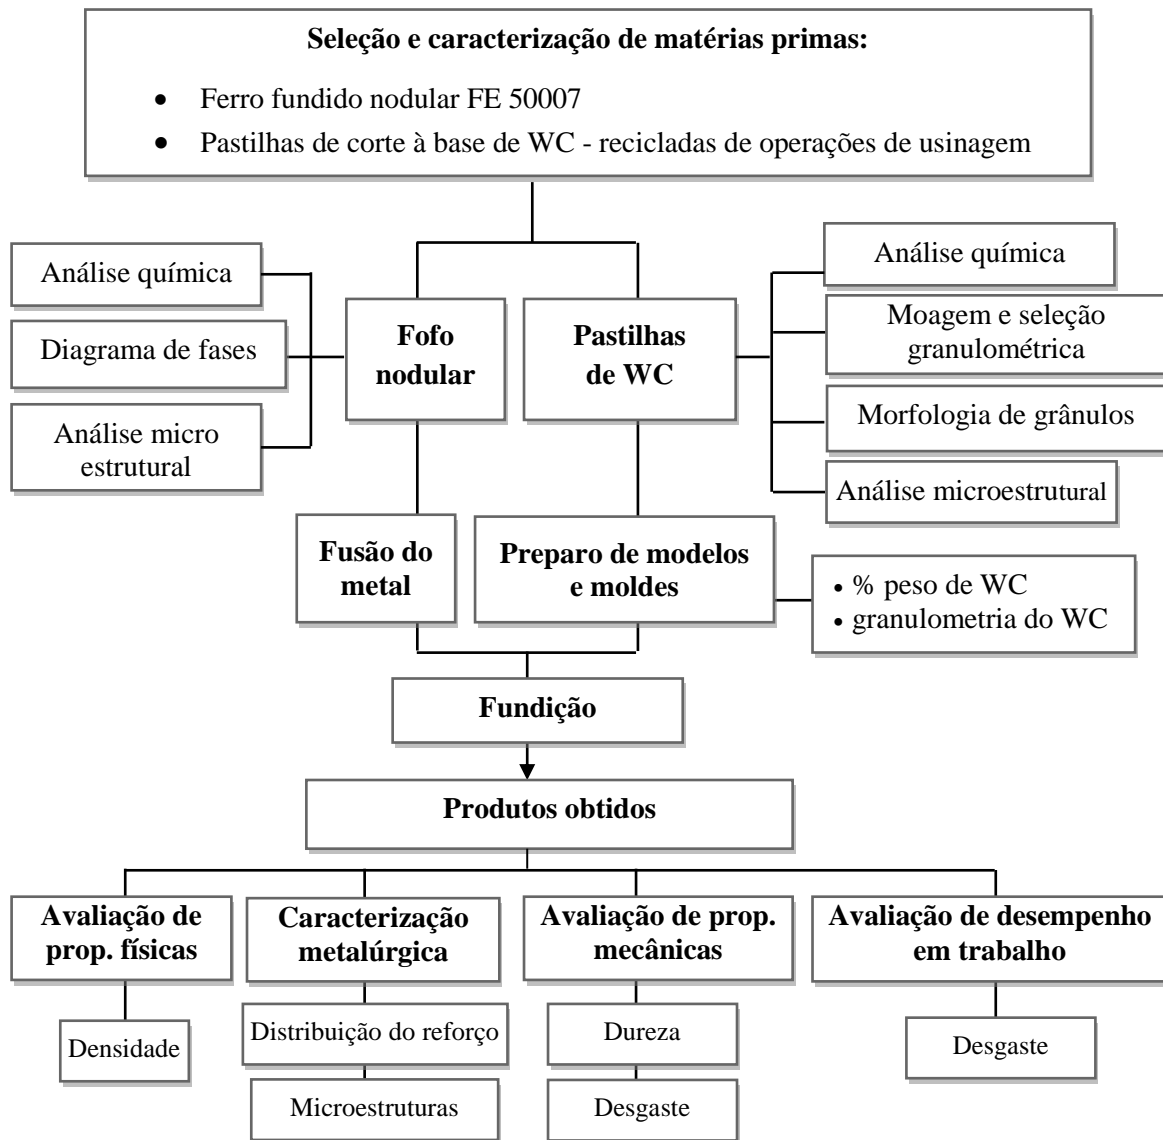 Seleção e caracterização de matérias primas:
• Ferro fundido nodular FE 50007
• Pastilhas de corte à base de WC - recicladas de operações de usinagem
Análise química
Diagrama de fases
Análise micro
estrutural
Fofo
nodular
Pastilhas
de WC
Análise química
Moagem e seleção
granulométrica
Morfologia de grânulos
Análise microestrutural
Fusão do
metal
Preparo de modelos
e moldes
• % peso de WC
• granulometria do WC
Fundição
Produtos obtidos
Avaliação de
prop. físicas
Caracterização
metalúrgica
Avaliação de prop.
mecânicas
Avaliação de desempenho
em trabalho
Densidade
Distribuição do reforço
Microestruturas
Dureza
Desgaste
Desgaste